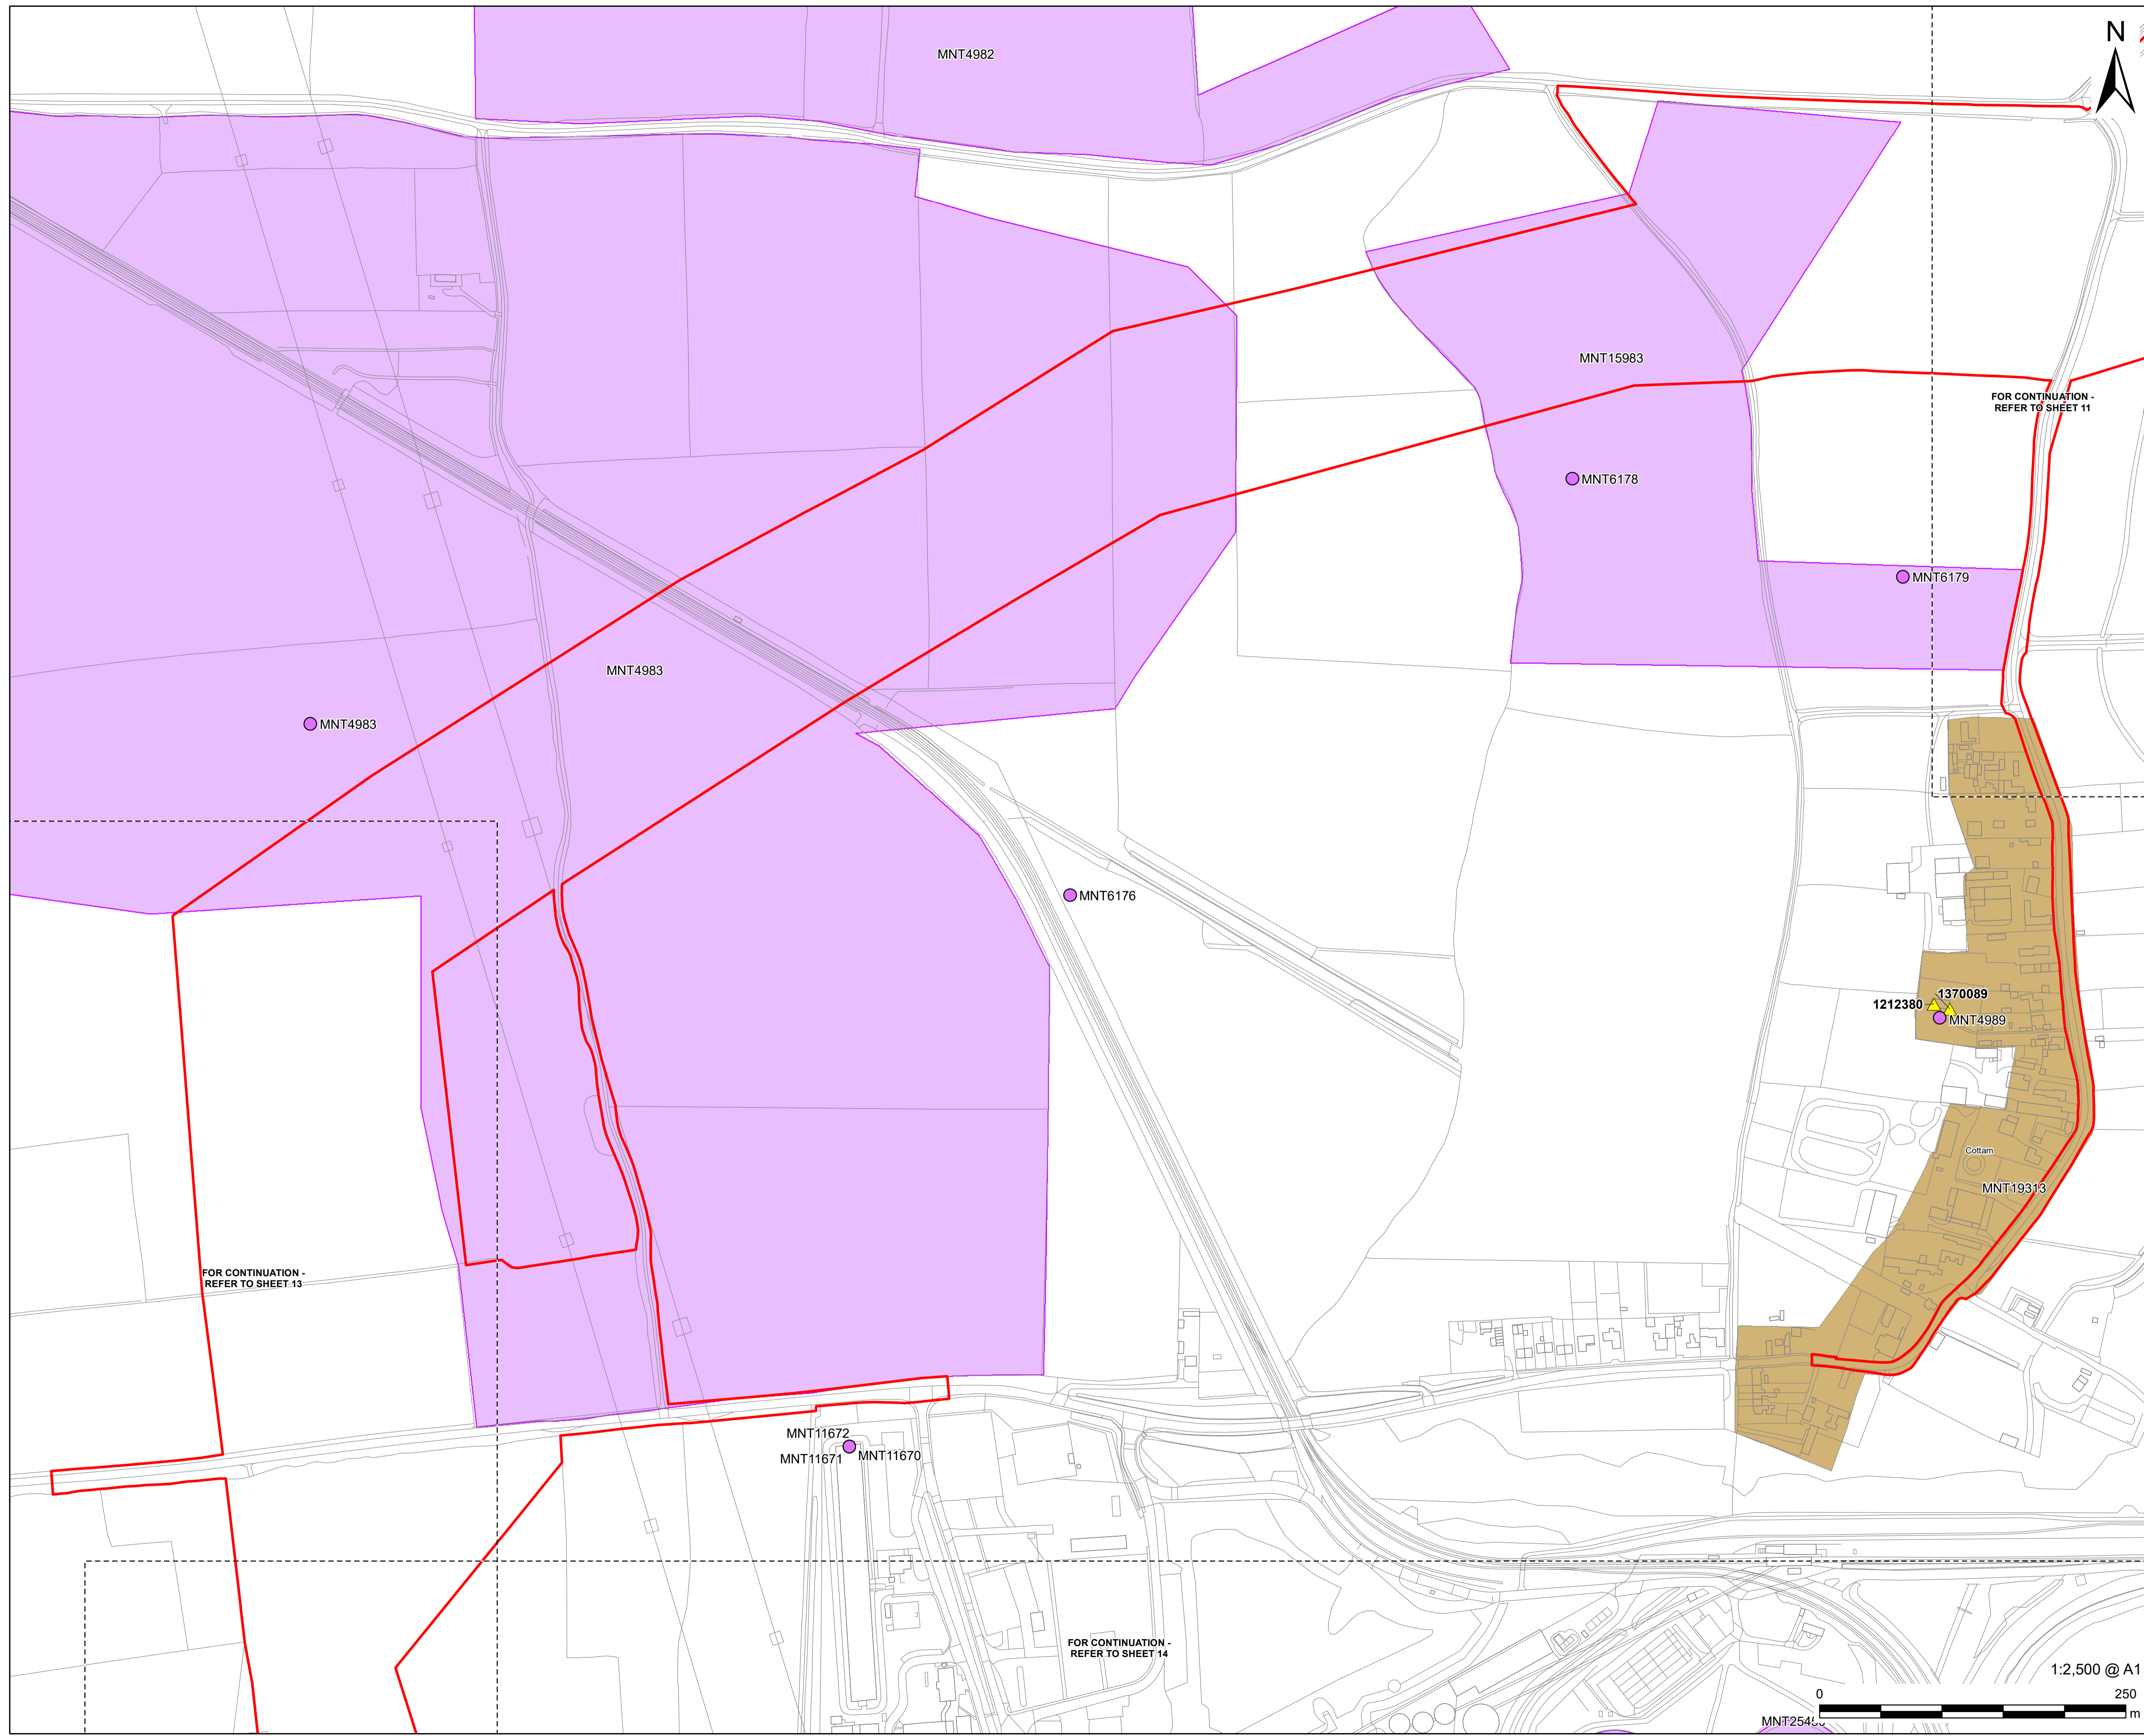 N
MNT4982
MNT15983
FOR CONTINUATION -
REFER TO SHEET 11
MNT6178
MNT6179
MNT4983
MNT4983
MNT6176
1370089
1212380
MNT4989
Cottam
MNT19313
FOR CONTINUATION -
REFER TO SHEET 13
MNT11672
MNT11671
MNT11670
FOR CONTINUATION -
REFER TO SHEET 14
1:2,500 @ A1
0
250
m